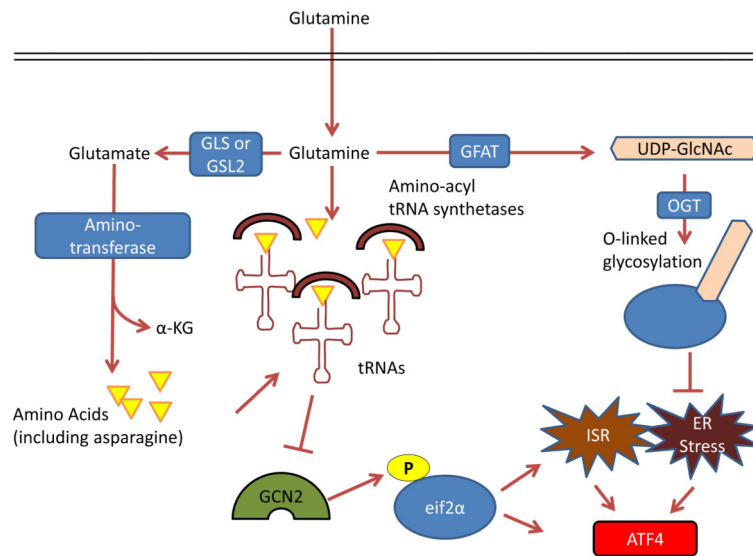 Glutamine
Glutamate
GLS or
GSL2
Glutamine
GFAT
UDP-GlcNAc
Amino-acyl
tRNA synthetases
OGT
Amino-
transferase
O-linked
glycosylation
α-KG
tRNAs
Amino Acids
(including asparagine)
ISR
ER
Stress
P
GCN2
eif2α
ATF4